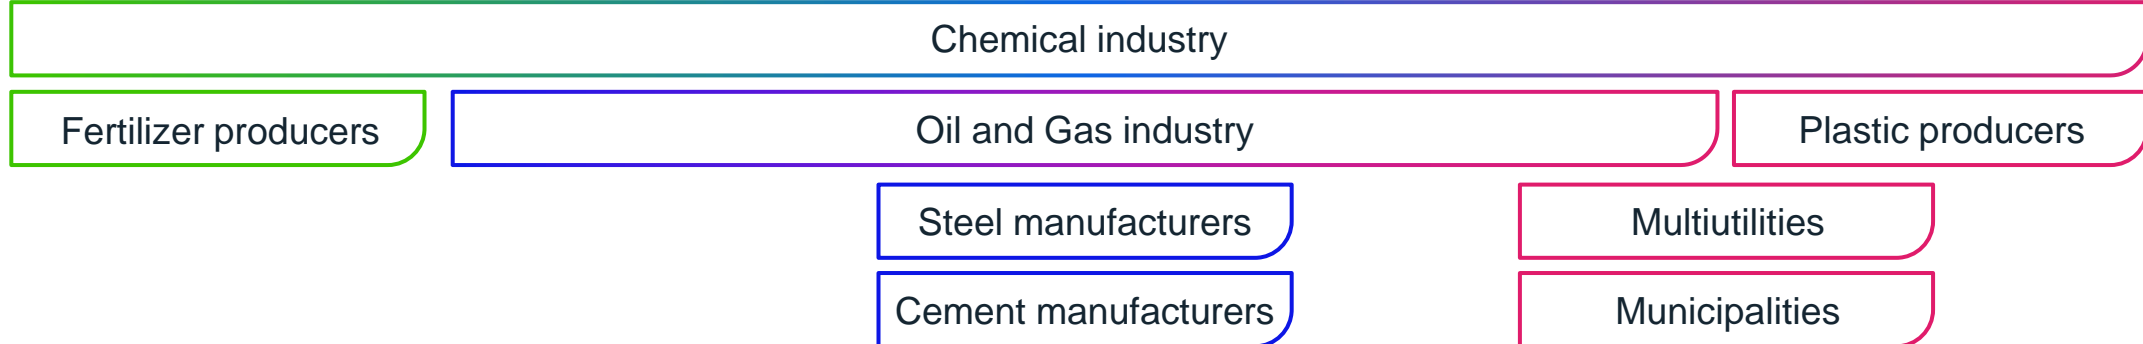 Chemical industry
Fertilizer producers
Oil and Gas industry
Plastic producers
Steel manufacturers
Multiutilities
Cement manufacturers
Municipalities